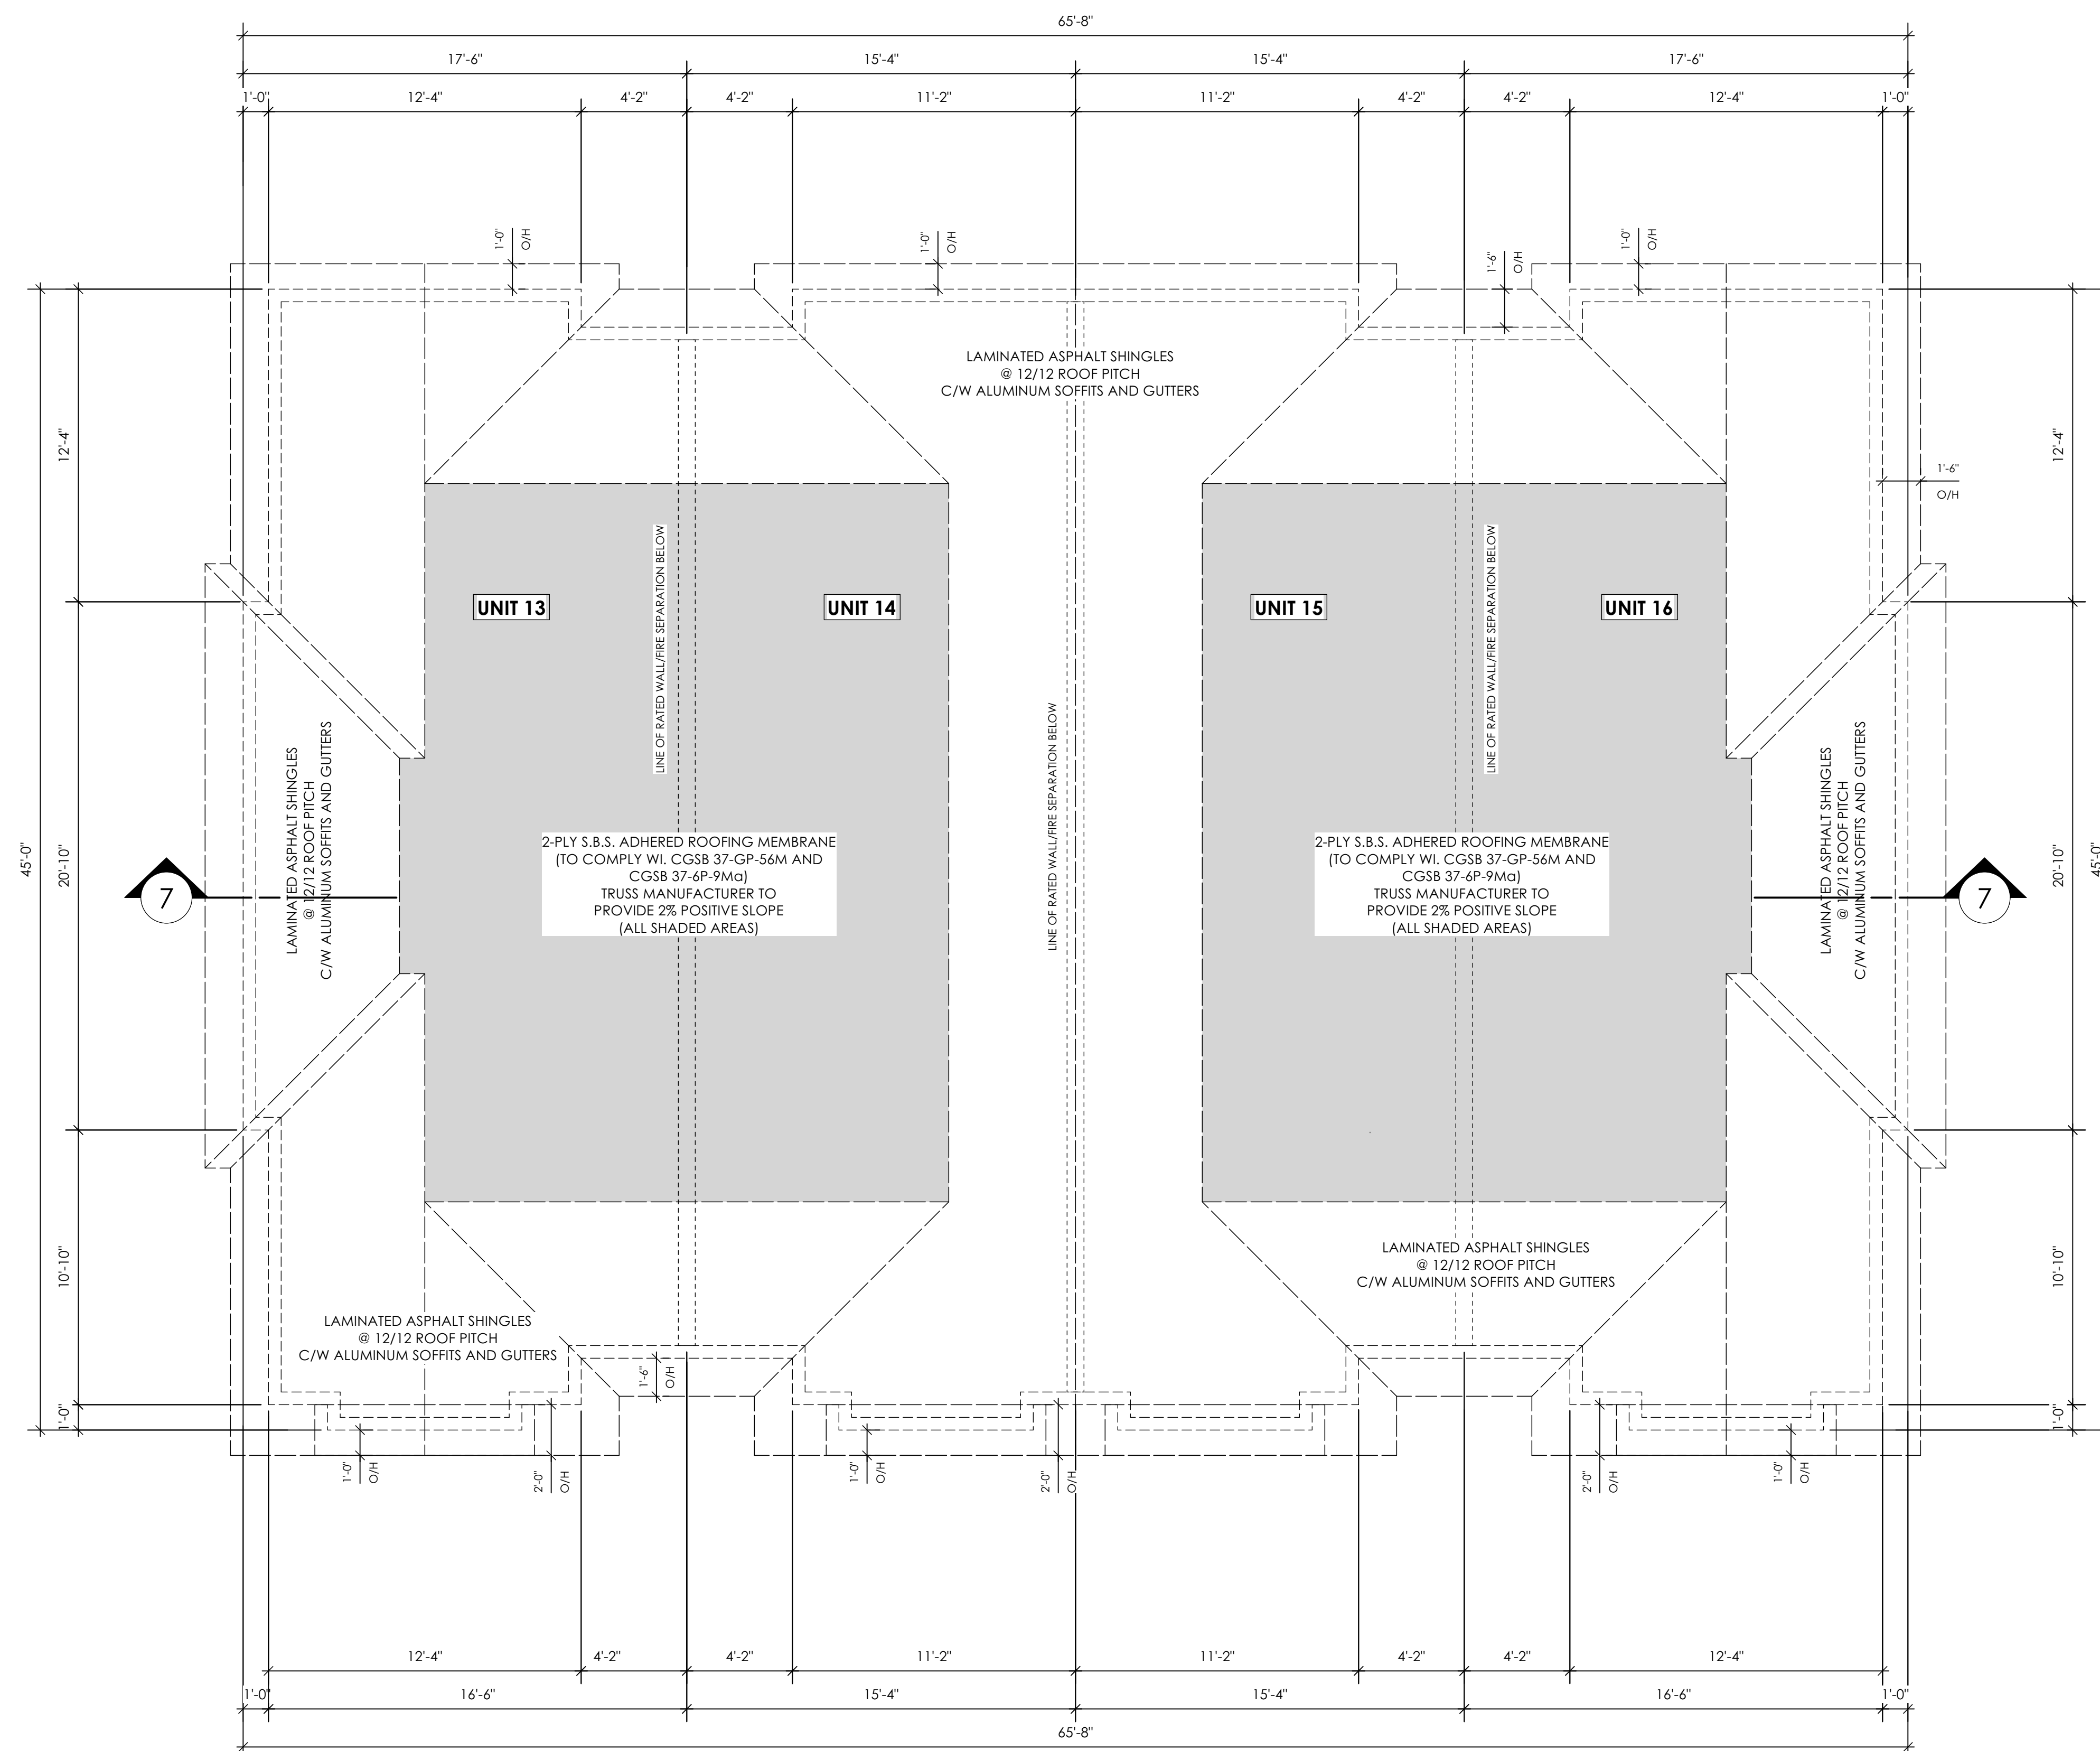 65'-8"
17'-6" 15'-4" 15'-4" 17'-6"
1'-0" 12'-4" 4'-2" 4'-2" 11'-2" 11'-2" 4'-2" 4'-2" 12'-4" 1'-0"
1'-0" O/H
1'-0" O/H
1'-6" O/H
1'-0" O/H
LAMINATED ASPHALT SHINGLES
@ 12/12 ROOF PITCH
C/W ALUMINUM SOFFITS AND GUTTERS
12'-4"
12'-4"
1'-6"
O/H
LINE OF RATED WALL/FIRE SEPARATION BELOW
LINE OF RATED WALL/FIRE SEPARATION BELOW
UNIT 13
UNIT 14
UNIT 15
UNIT 16
LINE OF RATED WALL/FIRE SEPARATION BELOW
45'-0"
20'-10"
7
LAMINATED ASPHALT SHINGLES
@ 12/12 ROOF PITCH
C/W ALUMINUM SOFFITS AND GUTTERS
2-PLY S.B.S. ADHERED ROOFING MEMBRANE
(TO COMPLY WI. CGSB 37-GP-56M AND
CGSB 37-6P-9Ma)
TRUSS MANUFACTURER TO
PROVIDE 2% POSITIVE SLOPE
(ALL SHADED AREAS)
2-PLY S.B.S. ADHERED ROOFING MEMBRANE
(TO COMPLY WI. CGSB 37-GP-56M AND
CGSB 37-6P-9Ma)
TRUSS MANUFACTURER TO
PROVIDE 2% POSITIVE SLOPE
(ALL SHADED AREAS)
LAMINATED ASPHALT SHINGLES
@ 12/12 ROOF PITCH
C/W ALUMINUM SOFFITS AND GUTTERS
7
20'-10"
45'-0"
10'-10"
10'-10"
LAMINATED ASPHALT SHINGLES
@ 12/12 ROOF PITCH
C/W ALUMINUM SOFFITS AND GUTTERS
LAMINATED ASPHALT SHINGLES
@ 12/12 ROOF PITCH
C/W ALUMINUM SOFFITS AND GUTTERS
1'-6" O/H
1'-0"
1'-0"
1'-0" O/H
2'-0" O/H
1'-0" O/H
2'-0" O/H
2'-0" O/H
1'-0" O/H
12'-4" 4'-2" 4'-2" 11'-2" 11'-2" 4'-2" 4'-2" 12'-4"
1'-0" 16'-6" 15'-4" 15'-4" 16'-6" 1'-0"
65'-8"